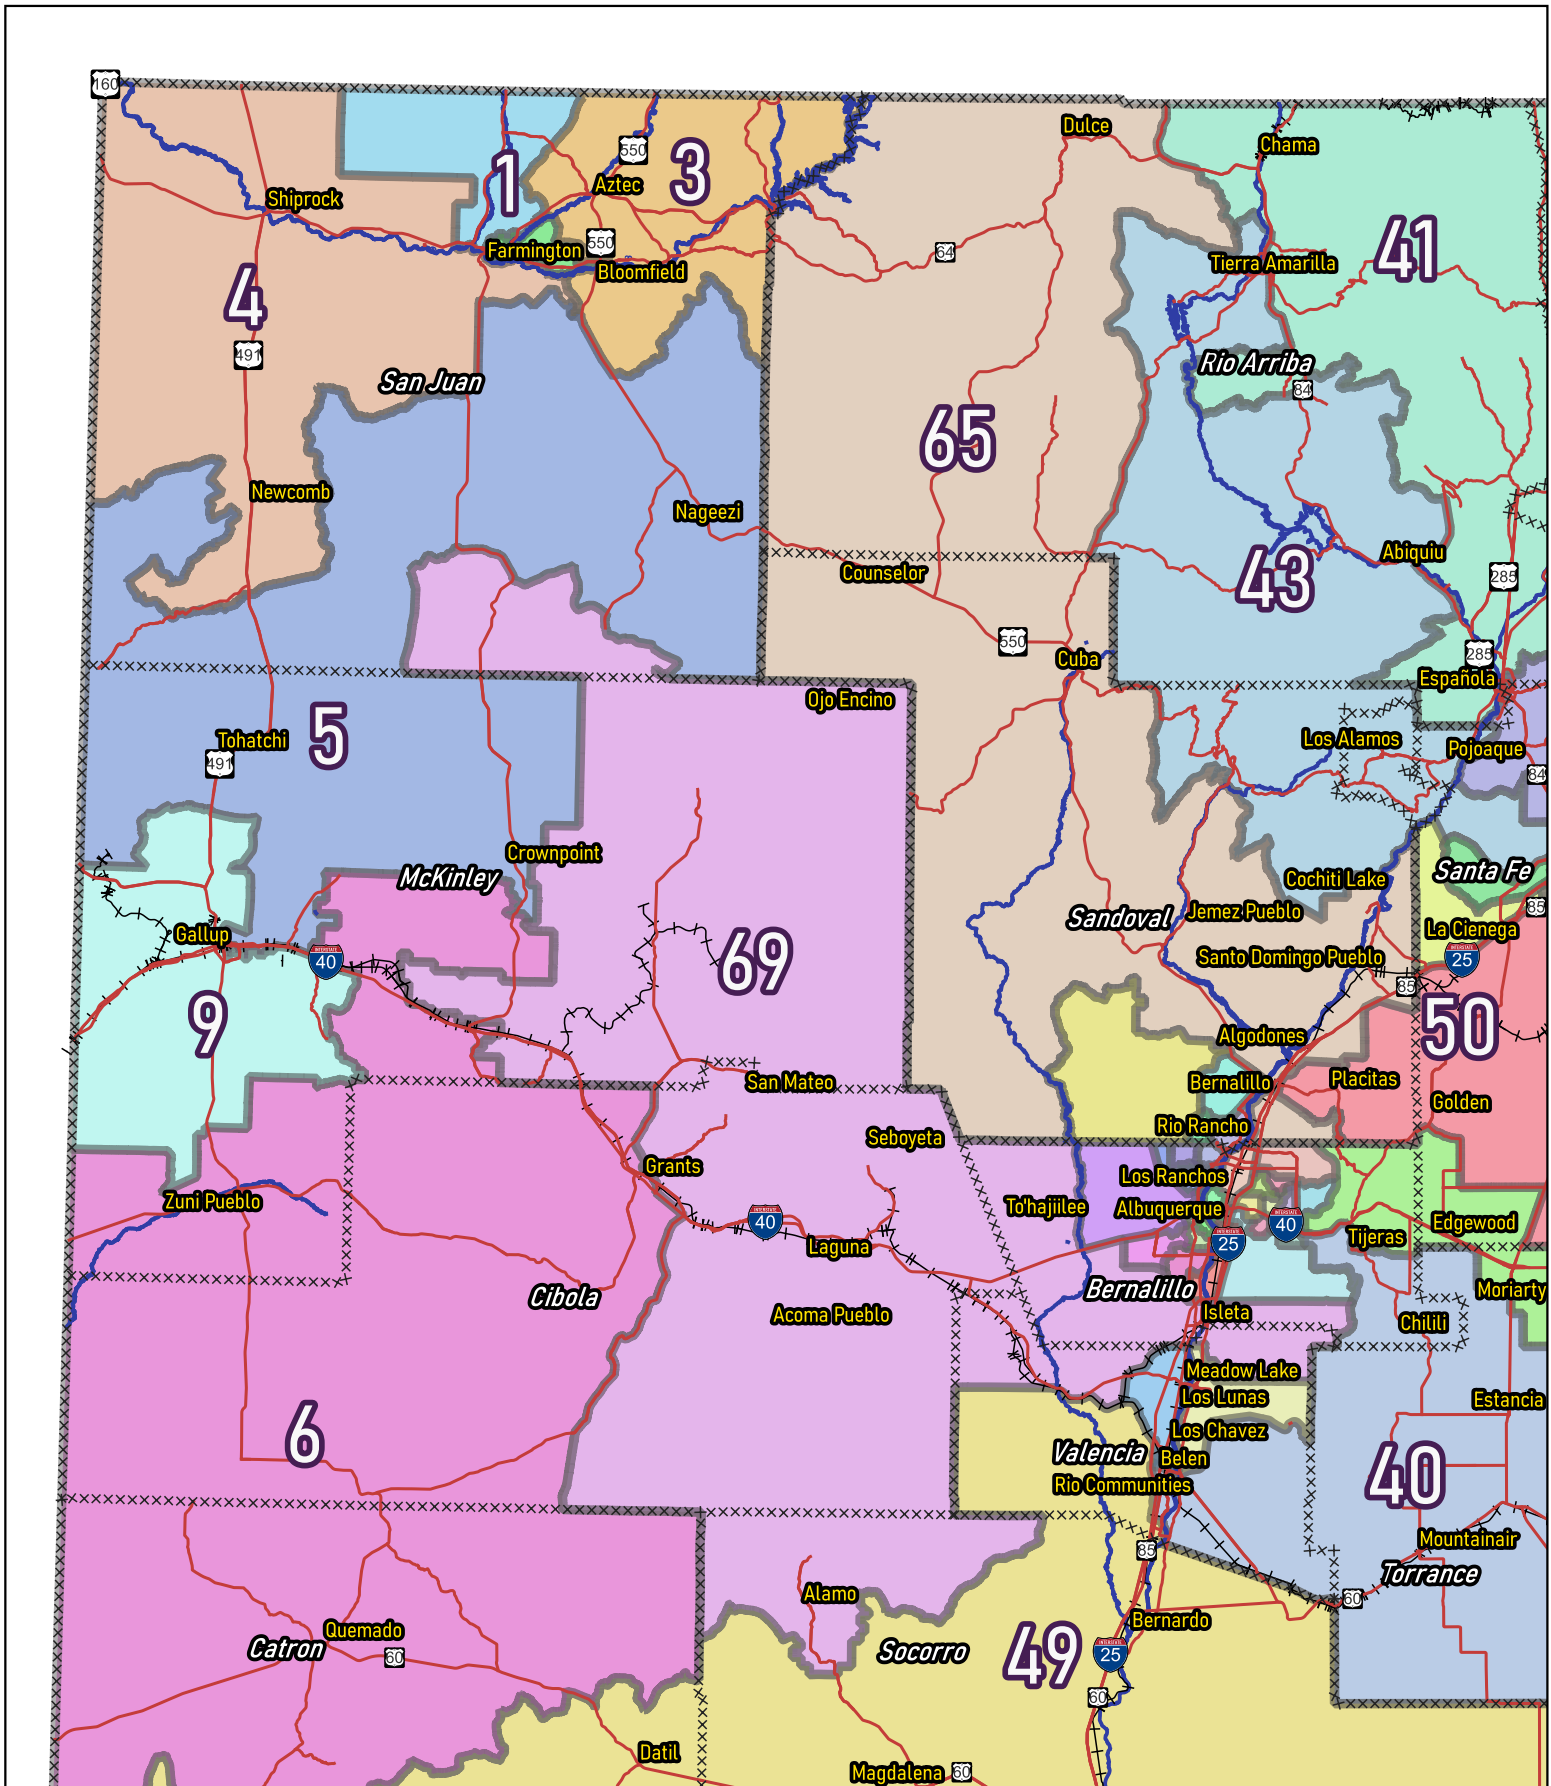 160
Dulce
Chama
550
1
3
Aztec
Shiprock
Farmington
550
64
41
Bloomfield
Tierra Amarilla
4
491
San Juan
Rio Arriba
84
65
Newcomb
Nageezi
Abiquiu
Counselor
43
285
550
Cuba
285
Española
Ojo Encino
5
Tohatchi
491
Los Alamos
Pojoaque
84
Crownpoint
McKinley
Cochiti Lake
Santa Fe
85
Sandoval
Jemez Pueblo
La Cienega
Gallup
INTERSTATE
40
69
Santo Domingo Pueblo
INTERSTATE
25
85
9
50
Algodones
San Mateo
Bernalillo
Placitas
Golden
Seboyeta
Rio Rancho
Grants
Los Ranchos
Zuni Pueblo
To'hajiilee
Albuquerque
INTERSTATE
40
INTERSTATE
40
Edgewood
Laguna
INTERSTATE
25
Tijeras
Cibola
Bernalillo
Moriarty
Acoma Pueblo
Isleta
Chilili
Meadow Lake
Los Lunas
Estancia
6
Los Chavez
Valencia
Belen
40
Rio Communities
85
Mountainair
Torrance
Alamo
60
Quemado
Bernardo
Catron
60
Socorro
49
INTERSTATE
25
60
Datil
Magdalena
60